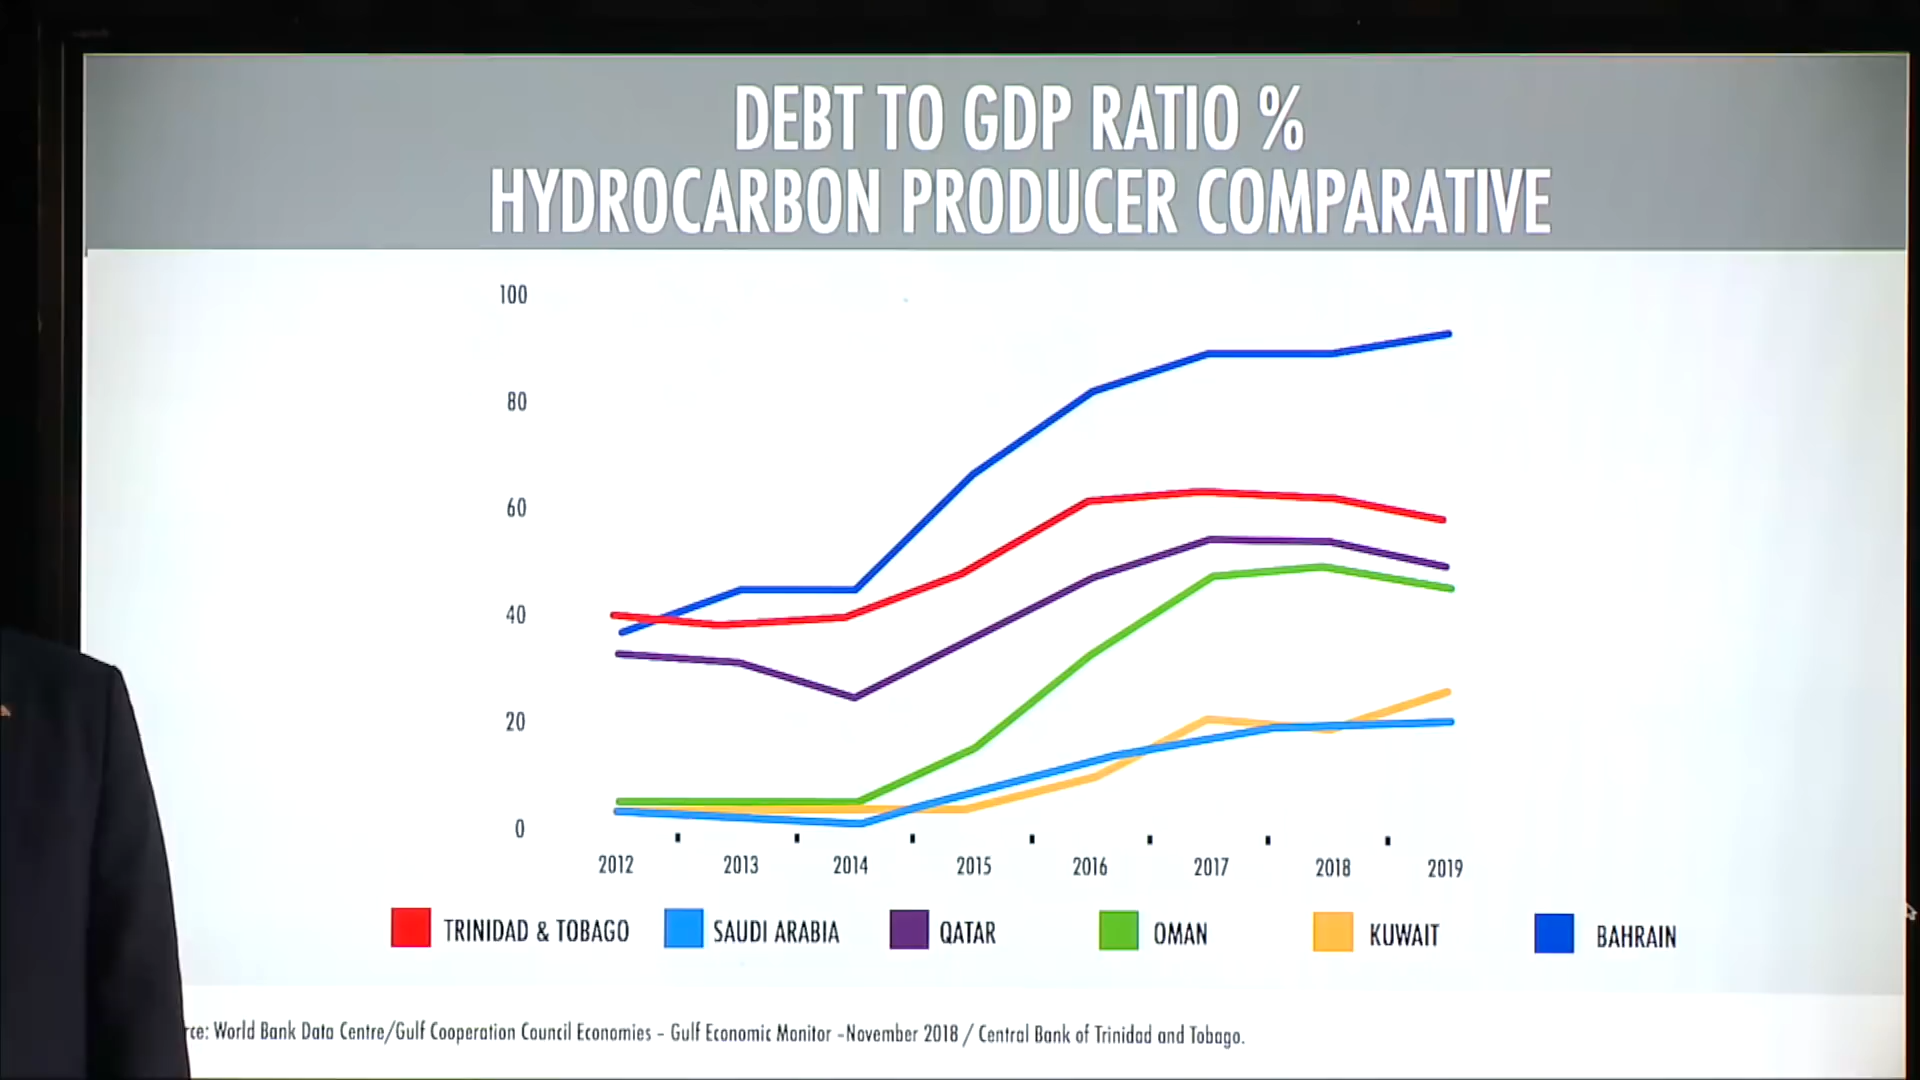 DEBT TO GDP RATIO %
HYDROCARBON PRODUCER COMPARATIVE
100
80
60
40
20
0
2012 2013 2014 2015 2016 2017 2018 2019
TRINIDAD & TOBAGO SAUDI ARABIA QATAR OMAN KUWAIT BAHRAIN
World Bank Data Centre/Gulf Cooperation Council Economies – Gulf Economic Monitor –November 2018 / Central Bank of Trinidad and Tobago.